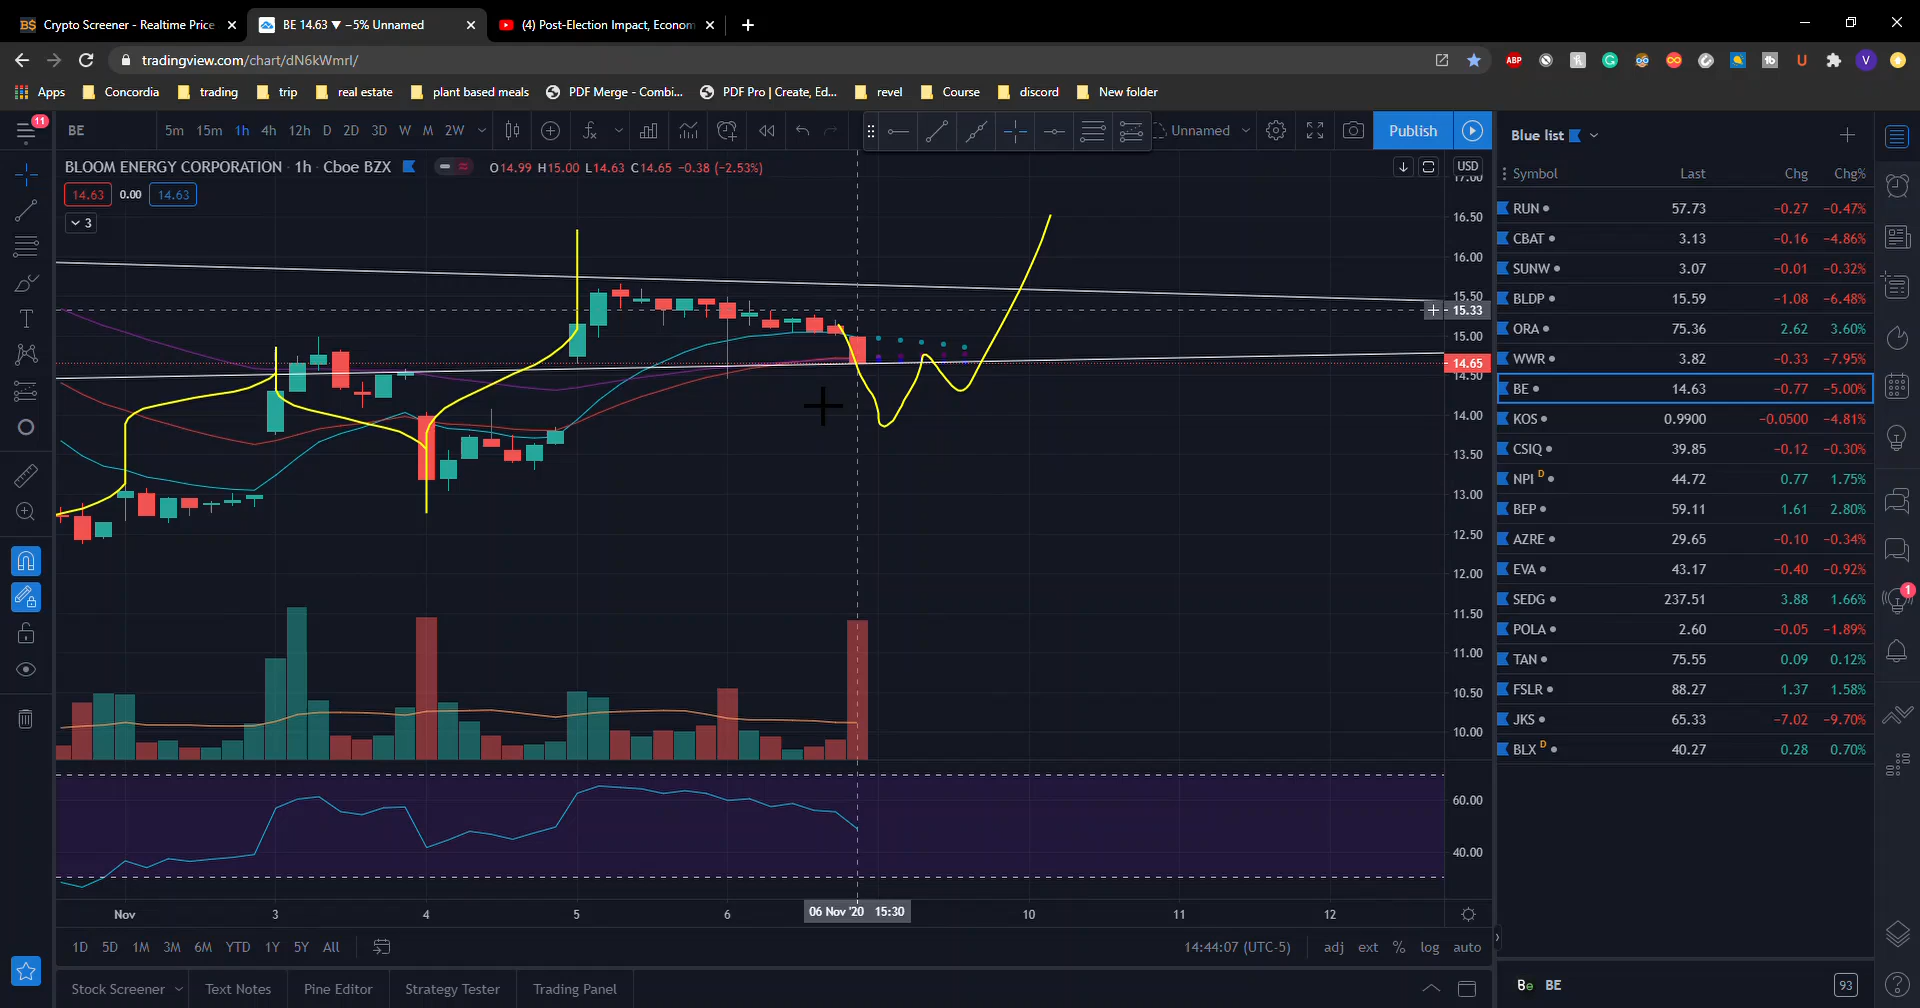 Crypto Screener - Realtime Price
BE 14.63 ▼ −5% Unnamed
(4) Post-Election Impact, Econom
tradingview.com/chart/dN6kWmrI/
ABP
V
Apps
Concordia
trading
trip
real estate
plant based meals
PDF Merge - Combi...
PDF Pro | Create, Ed...
revel
Course
discord
New folder
11
BE
5m 15m 1h 4h 12h D 2D 3D W M 2W
Unnamed
Publish
BLOOM ENERGY CORPORATION · 1h · Cboe BZX
O14.99 H15.00 L14.63 C14.65 −0.38 (−2.53%)
14.63 0.00 14.63
3
USD
17.00
16.50
16.00
15.50
15.33
15.00
14.65
14.50
14.00
13.50
13.00
12.50
12.00
11.50
11.00
10.50
10.00
60.00
40.00
Nov 3 4 5 6 06 Nov '20 15:30 10 11 12
1D 5D 1M 3M 6M YTD 1Y 5Y All
14:44:07 (UTC-5) adj ext % log auto
Stock Screener Text Notes Pine Editor Strategy Tester Trading Panel
Blue list
Symbol Last Chg Chg%
RUN 57.73 −0.27 −0.47%
CBAT 3.13 −0.16 −4.86%
SUNW 3.07 −0.01 −0.32%
BLDP 15.59 −1.08 −6.48%
ORA 75.36 2.62 3.60%
WWR 3.82 −0.33 −7.95%
BE 14.63 −0.77 −5.00%
KOS 0.9900 −0.0500 −4.81%
CSIQ 39.85 −0.12 −0.30%
NPI D 44.72 0.77 1.75%
BEP 59.11 1.61 2.80%
AZRE 29.65 −0.10 −0.34%
EVA 43.17 −0.40 −0.92%
SEDG 237.51 3.88 1.66%
POLA 2.60 −0.05 −1.89%
TAN 75.55 0.09 0.12%
FSLR 88.27 1.37 1.58%
JKS 65.33 −7.02 −9.70%
BLX D 40.27 0.28 0.70%
1
Be BE 93